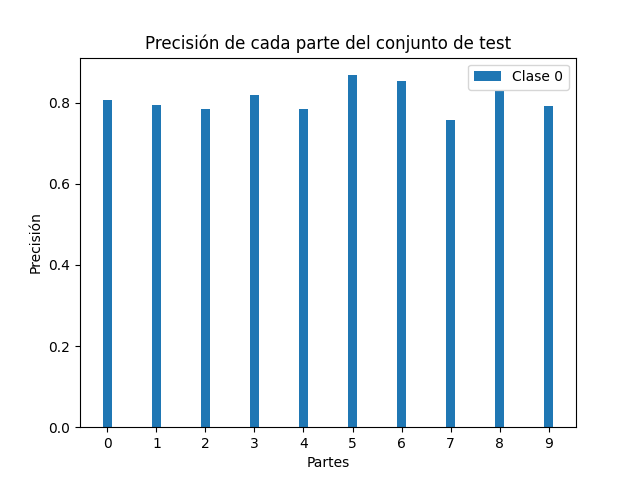 Precisión de cada parte del conjunto de test
Clase 0
0.8
0.6
0.4
0.2
0.0
Precisión
0 1 2 3 4 5 6 7 8 9
Partes